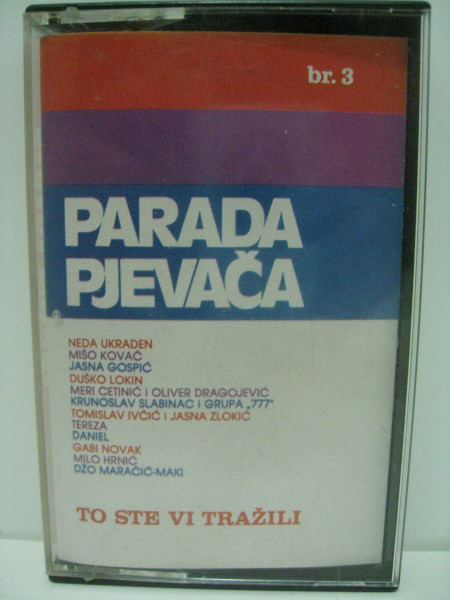 br. 3
PARADA
PJEVAČA
NEDA UKRADEN
MIŠO KOVAČ
JASNA GOSPIĆ
DUŠKO LOKIN
MERI CETINIĆ i OLIVER DRAGOJEVIĆ
KRUNOSLAV SLABINAC i GRUPA „777"
TOMISLAV IVČIĆ i JASNA ZLOKIĆ
TEREZA
DANIEL
GABI NOVAK
MILO HRNIĆ
DŽO MARAČIĆ-MAKI
TO STE VI TRAŽILI